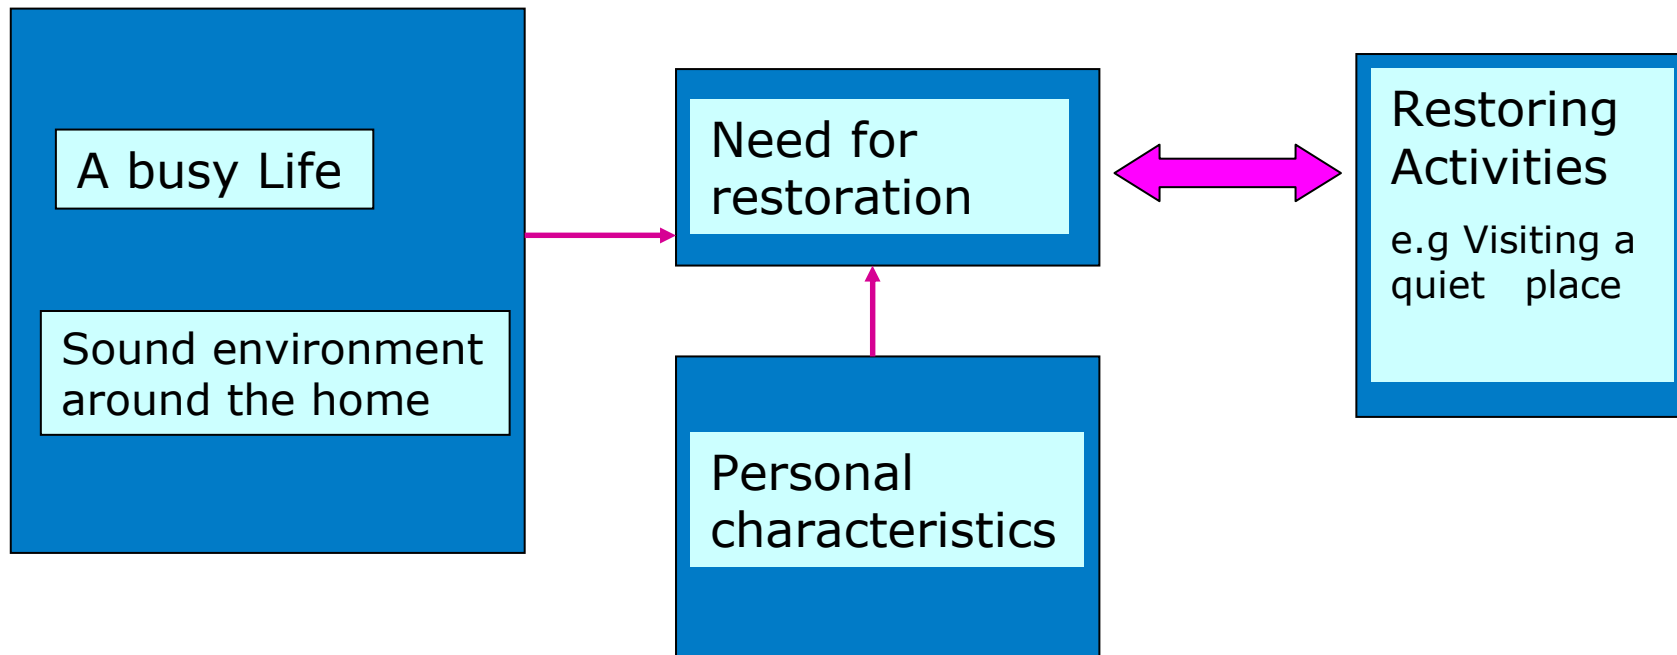 A busy Life
Sound environment
around the home
Need for
restoration
Personal
characteristics
Restoring
Activities
e.g Visiting a
quiet place